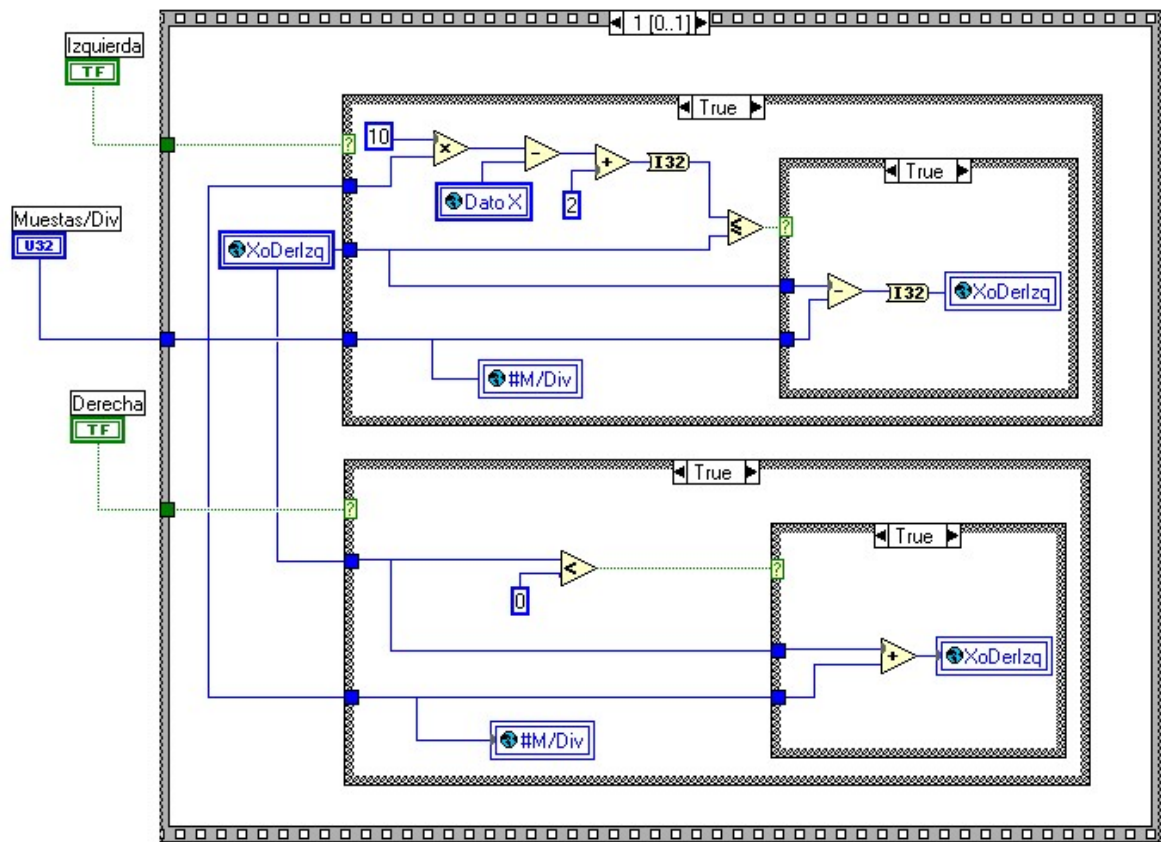 1 [0..1]
Izquierda
TF
True
10
x
-
+
I32
Dato X
2
True
Muestas/Div
U32
XoDerIzq
≤
?
?
-
I32
XoDerIzq
#M/Div
Derecha
TF
True
?
True
<
?
0
+
XoDerIzq
#M/Div